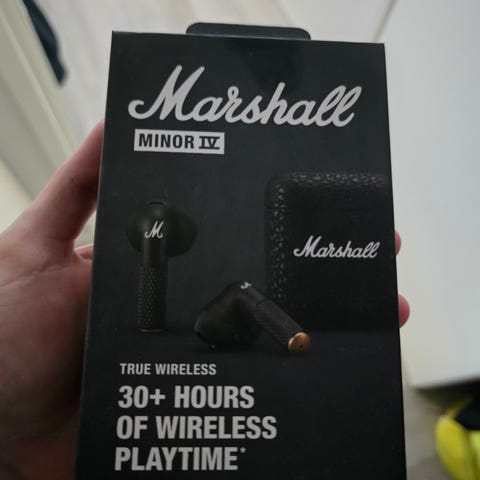 Marshall
MINOR IV
M
Marshall
TRUE WIRELESS
30+ HOURS
OF WIRELESS
PLAYTIME*